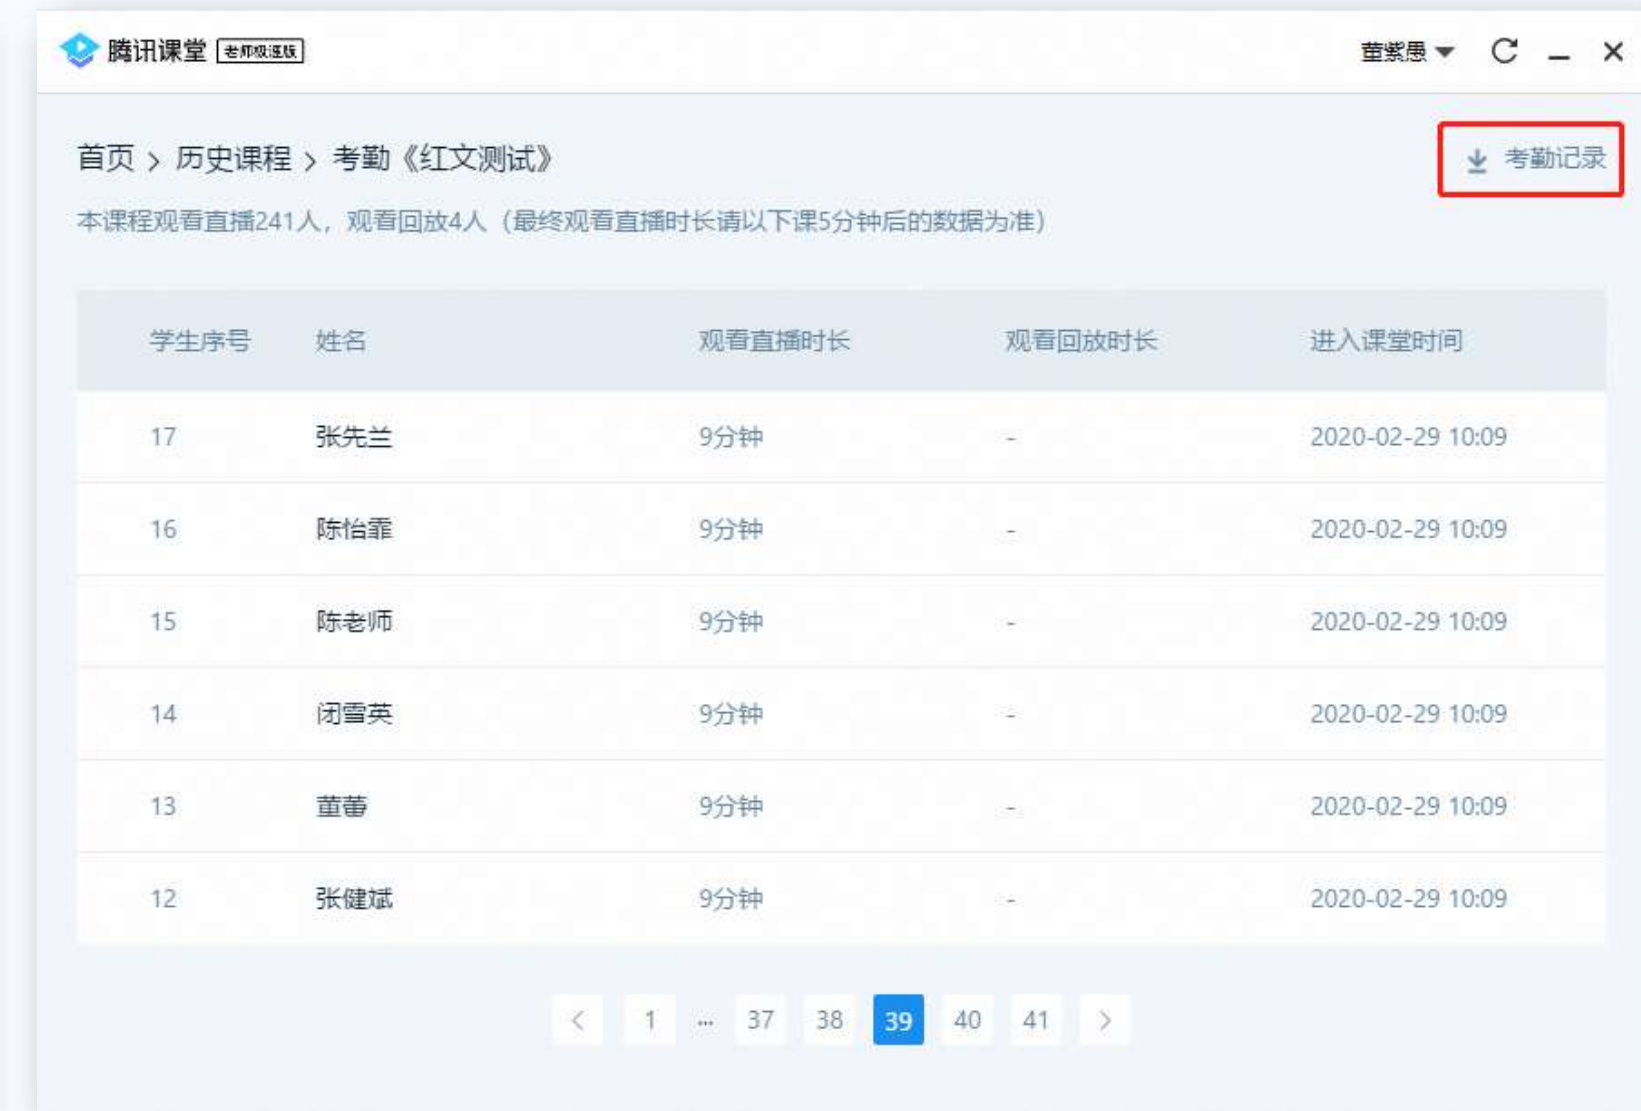 腾讯课堂 老师极速版
董紫愚
首页 > 历史课程 > 考勤《红文测试》
考勤记录
本课程观看直播241人，观看回放4人（最终观看直播时长请以下课5分钟后的数据为准）
学生序号 姓名 观看直播时长 观看回放时长 进入课堂时间
17 张先兰 9分钟 - 2020-02-29 10:09
16 陈怡霏 9分钟 - 2020-02-29 10:09
15 陈老师 9分钟 - 2020-02-29 10:09
14 闭雪英 9分钟 - 2020-02-29 10:09
13 9分钟 - 2020-02-29 10:09
12 张健斌 9分钟 - 2020-02-29 10:09
< 1 ... 37 38 39 40 41 >